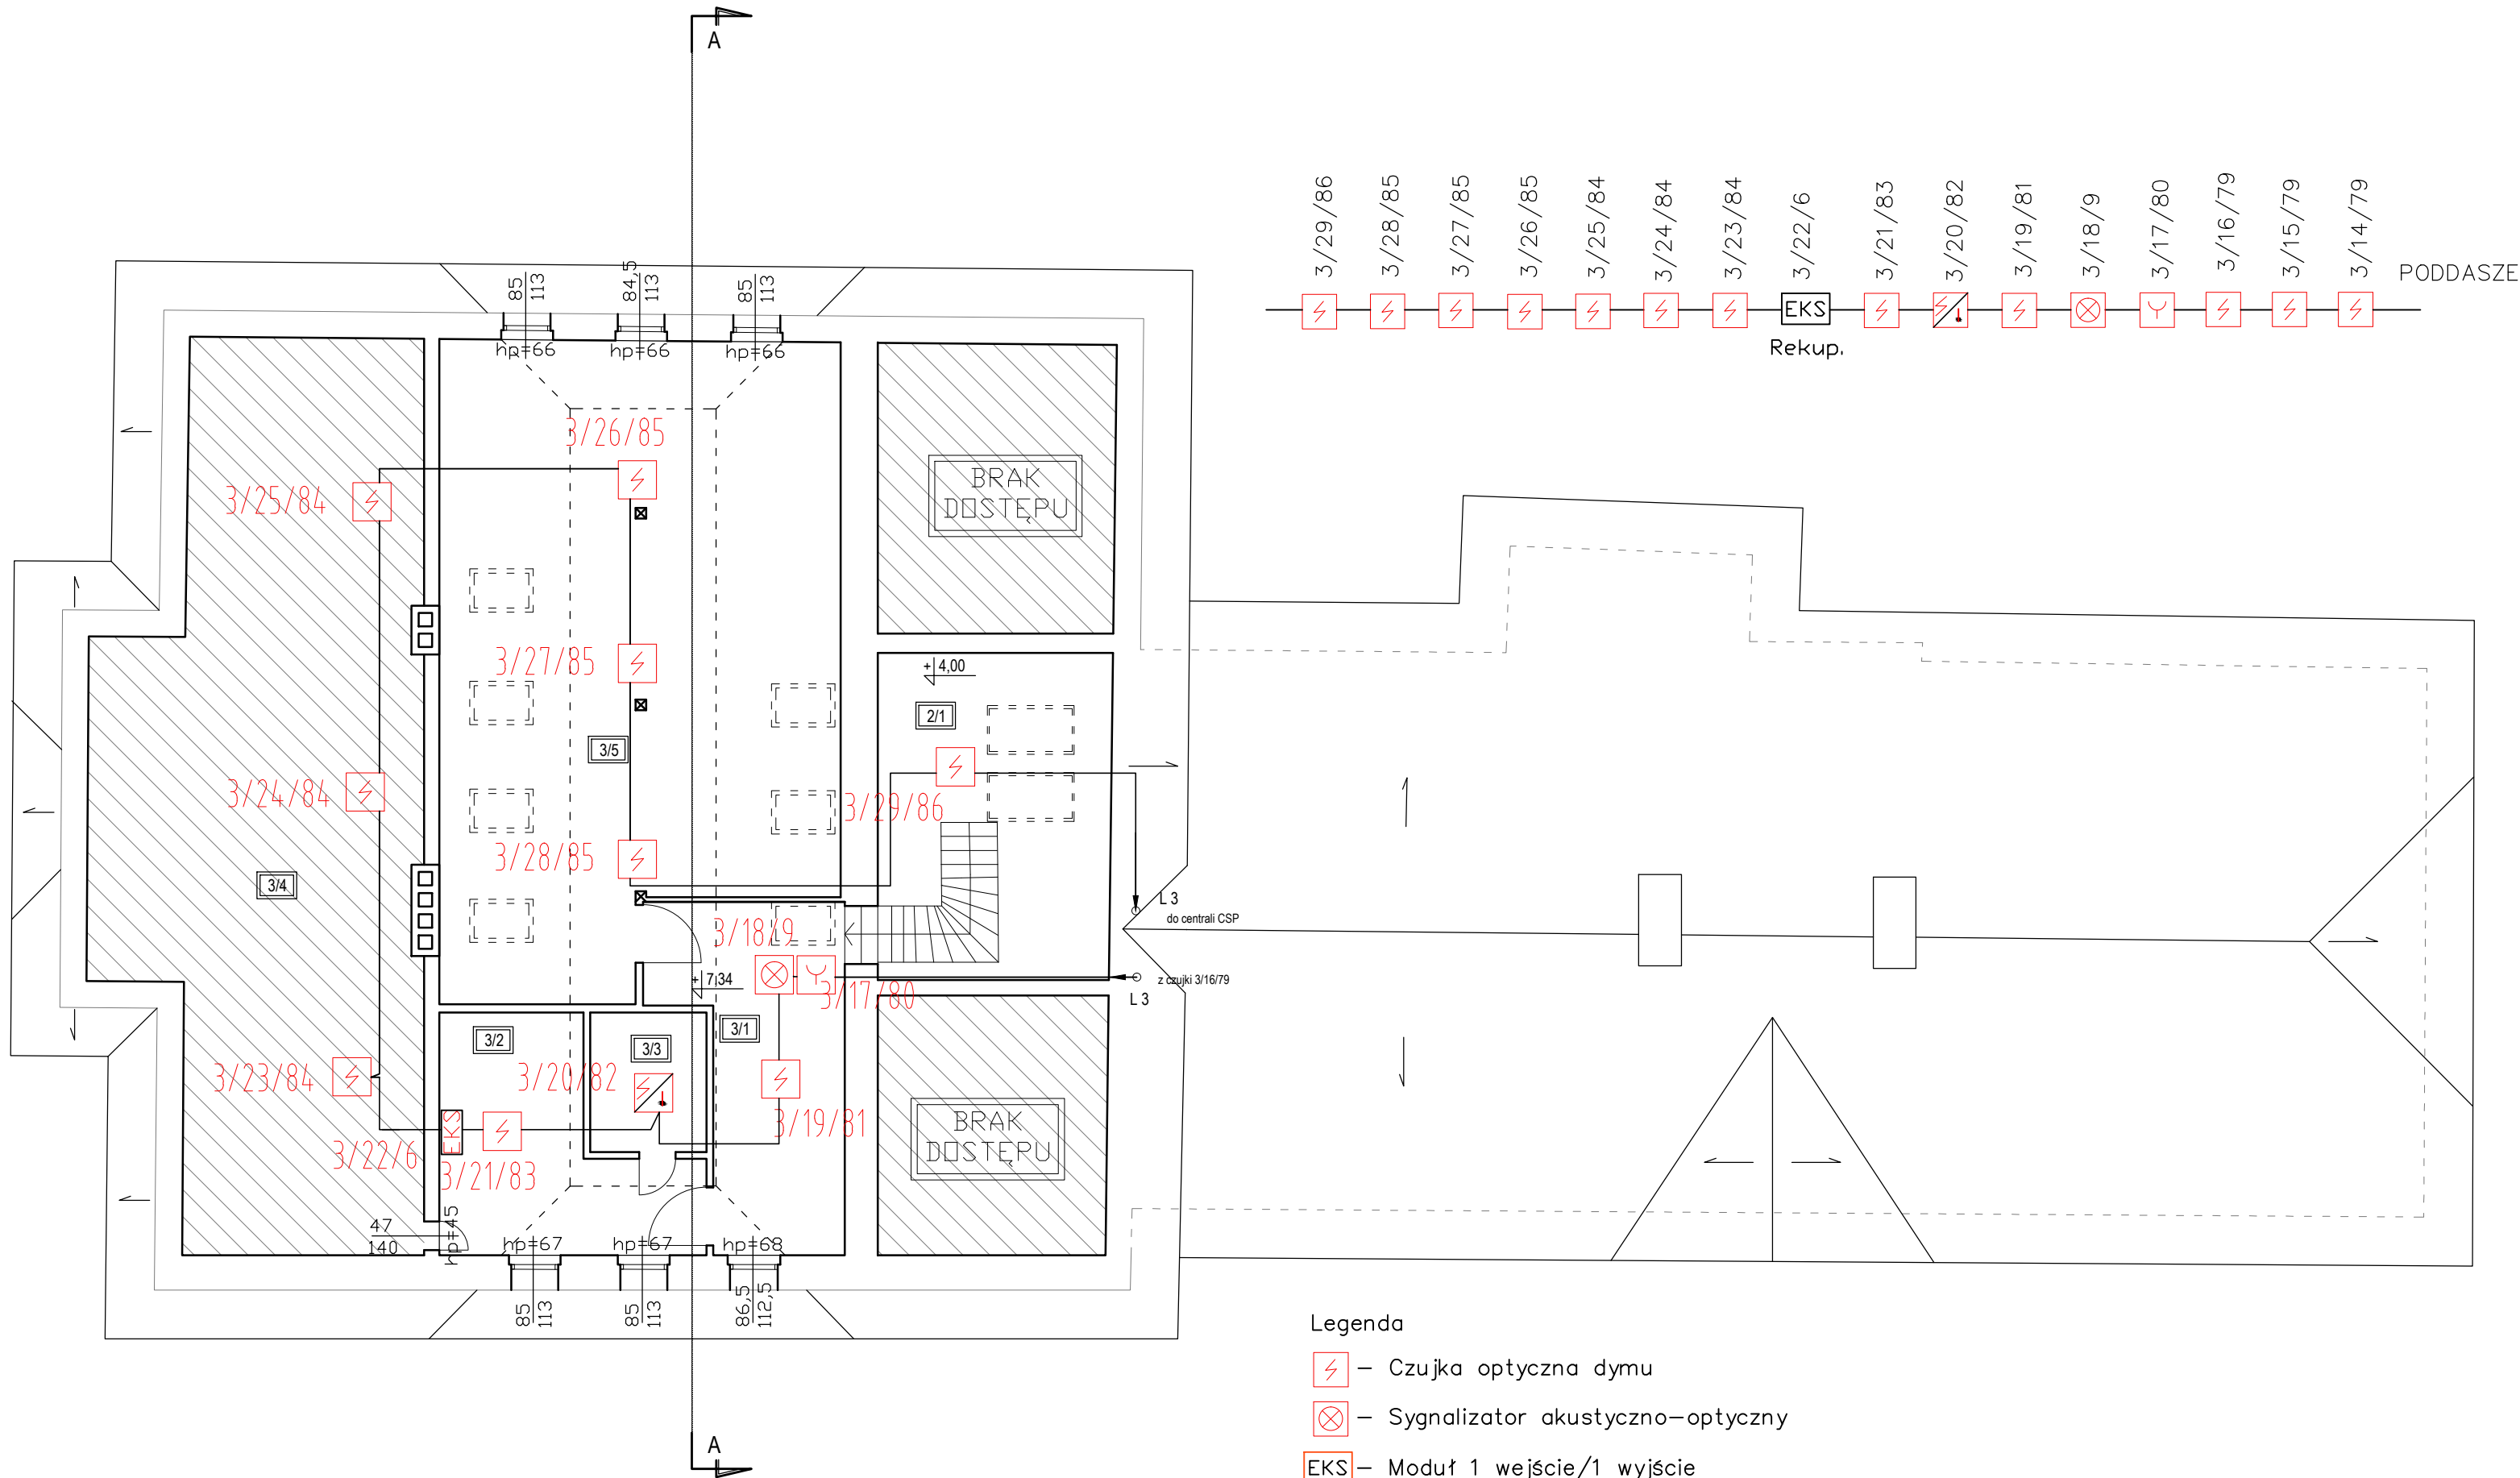 A
3/29/86
3/28/85
3/27/85
3/26/85
3/25/84
3/24/84
3/23/84
3/22/6
3/21/83
3/20/82
3/19/81
3/18/9
3/17/80
3/16/79
3/15/79
3/14/79
PODDASZE
EKS
Rekup.
85
113
84,5
113
85
113
hp=66
hp=66
hp=66
3/26/85
3/25/84
BRAK
DOSTĘPU
3/27/85
+ 4,00
2/1
3/5
3/24/84
3/29/86
3/28/85
3/4
L 3
do centrali CSP
3/18/9
+ 7,34
3/17/80
z czujki 3/16/79
L 3
3/1
3/2
3/3
3/23/84
3/20/82
3/19/81
EKS
3/22/6
3/21/83
BRAK
DOSTĘPU
47
140
hp=45
hp=67
hp=67
hp=68
85
113
85
113
86,5
112,5
A
Legenda
– Czujka optyczna dymu
– Sygnalizator akustyczno–optyczny
EKS – Moduł 1 wejście/1 wyjście